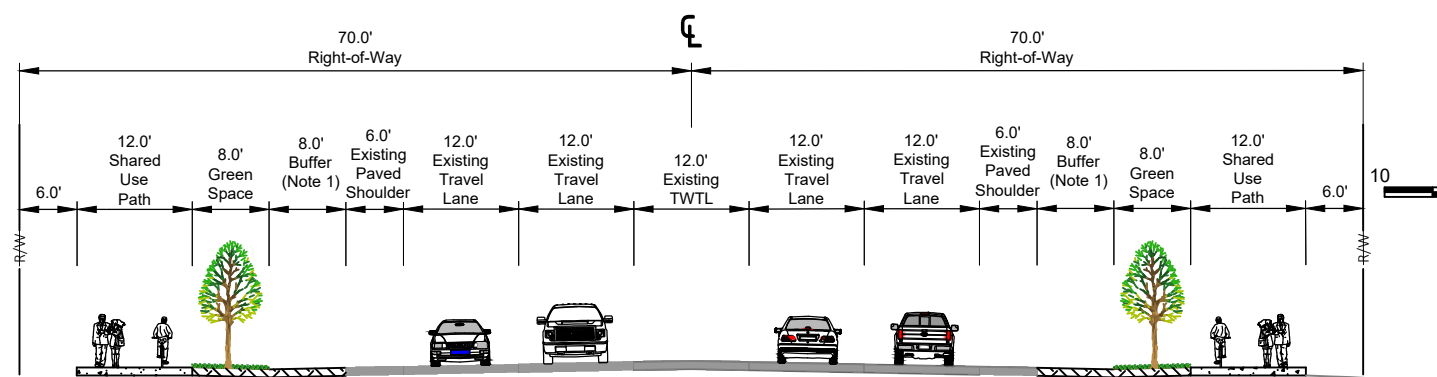 ℄
70.0'
Right-of-Way
70.0'
Right-of-Way
6.0'
12.0'
Shared
Use
Path
8.0'
Green
Space
8.0'
Buffer
(Note 1)
6.0'
Existing
Paved
Shoulder
12.0'
Existing
Travel
Lane
12.0'
Existing
Travel
Lane
12.0'
Existing
TWTL
12.0'
Existing
Travel
Lane
12.0'
Existing
Travel
Lane
6.0'
Existing
Paved
Shoulder
8.0'
Buffer
(Note 1)
8.0'
Green
Space
12.0'
Shared
Use
Path
6.0'
10
R/W
R/W